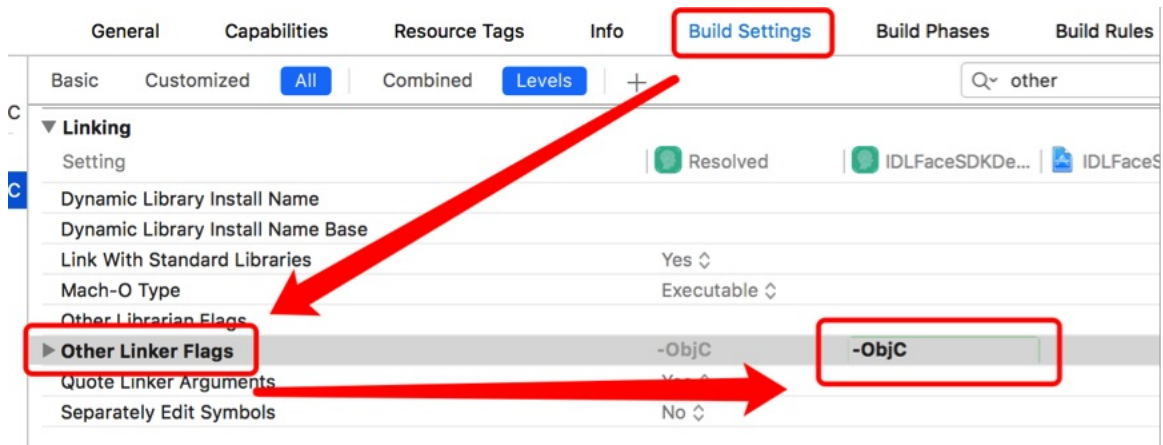 General Capabilities Resource Tags Info Build Settings Build Phases Build Rules
Basic Customized All Combined Levels + other
C
Linking
Setting Resolved IDLFaceSDKDe... IDLFaceS
C
Dynamic Library Install Name
Dynamic Library Install Name Base
Link With Standard Libraries Yes
Mach-O Type Executable
Other Librarian Flags
Other Linker Flags -ObjC -ObjC
Quote Linker Arguments Yes
Separately Edit Symbols No